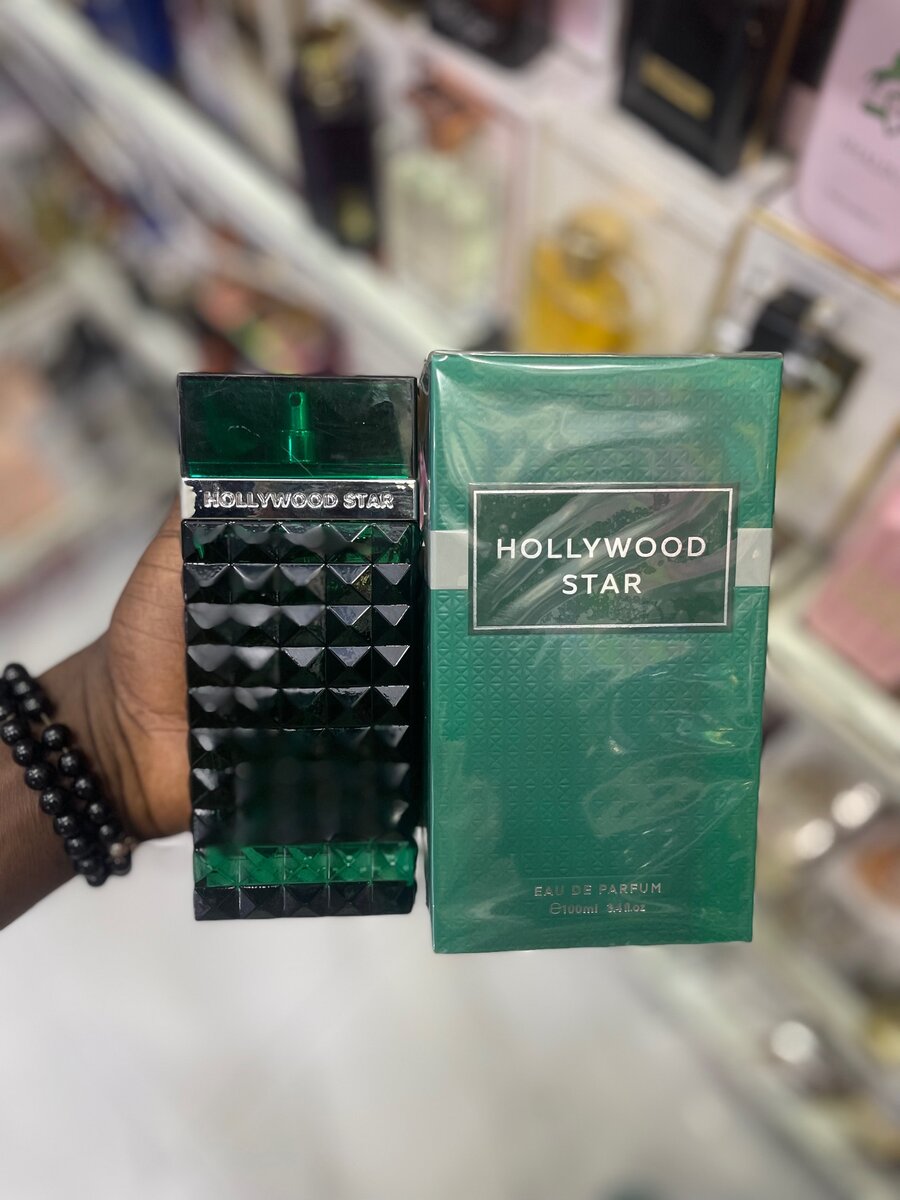 HOLLYWOOD STAR
HOLLYWOOD
STAR
EAU DE PARFUM
℮100ml 3.4fl.oz